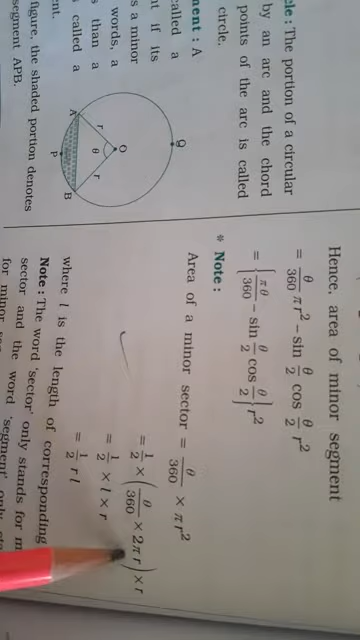 cle : The portion of a circular
by an arc and the chord
points of the arc is called
circle.
ment : A
called a
nt if its
s a minor
words, a
s than a
called a
ent.
figure, the shaded portion denotes
segment APB.
Q
O
θ
r
r
A
B
P
Hence, area of minor segment
= θ/360 πr² − sin θ/2 cos θ/2 r²
= {πθ/360 − sin θ/2 cos θ/2} r²
* Note :
Area of a minor sector = θ/360 × πr²
= 1/2 × (θ/360 × 2πr) × r
= 1/2 × l × r
= 1/2 r l
where l is the length of corresponding
Note : The word 'sector' only stands for m
sector and the word 'segment' only sta
for minor